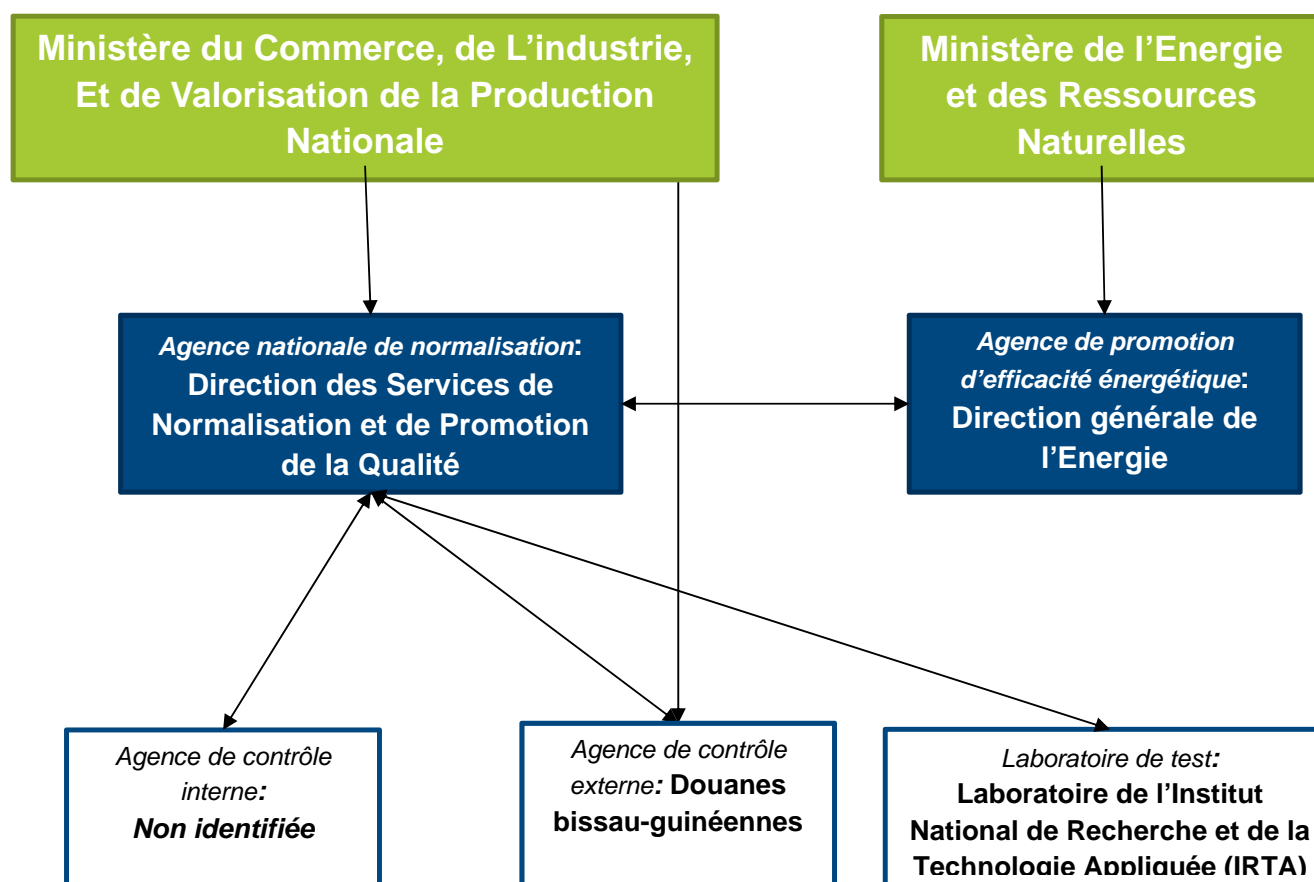 Ministère du Commerce, de L’industrie,
Et de Valorisation de la Production
Nationale
Ministère de l’Energie
et des Ressources
Naturelles
Agence nationale de normalisation:
Direction des Services de
Normalisation et de Promotion
de la Qualité
Agence de promotion
d’efficacité énergétique:
Direction générale de
l’Energie
Agence de contrôle
interne:
Non identifiée
Agence de contrôle
externe: Douanes
bissau-guinéennes
Laboratoire de test:
Laboratoire de l’Institut
National de Recherche et de la
Technologie Appliquée (IRTA)